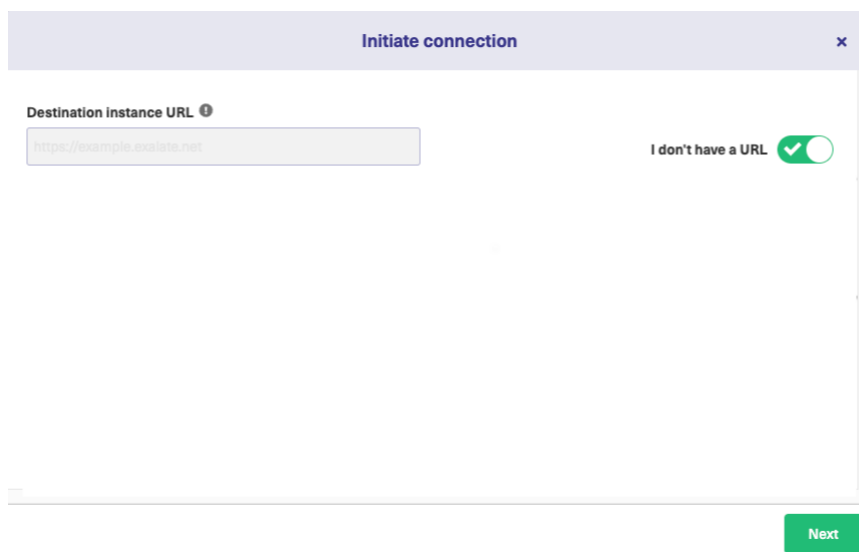 Initiate connection
Destination instance URL
https://example.exalate.net
I don't have a URL
Next